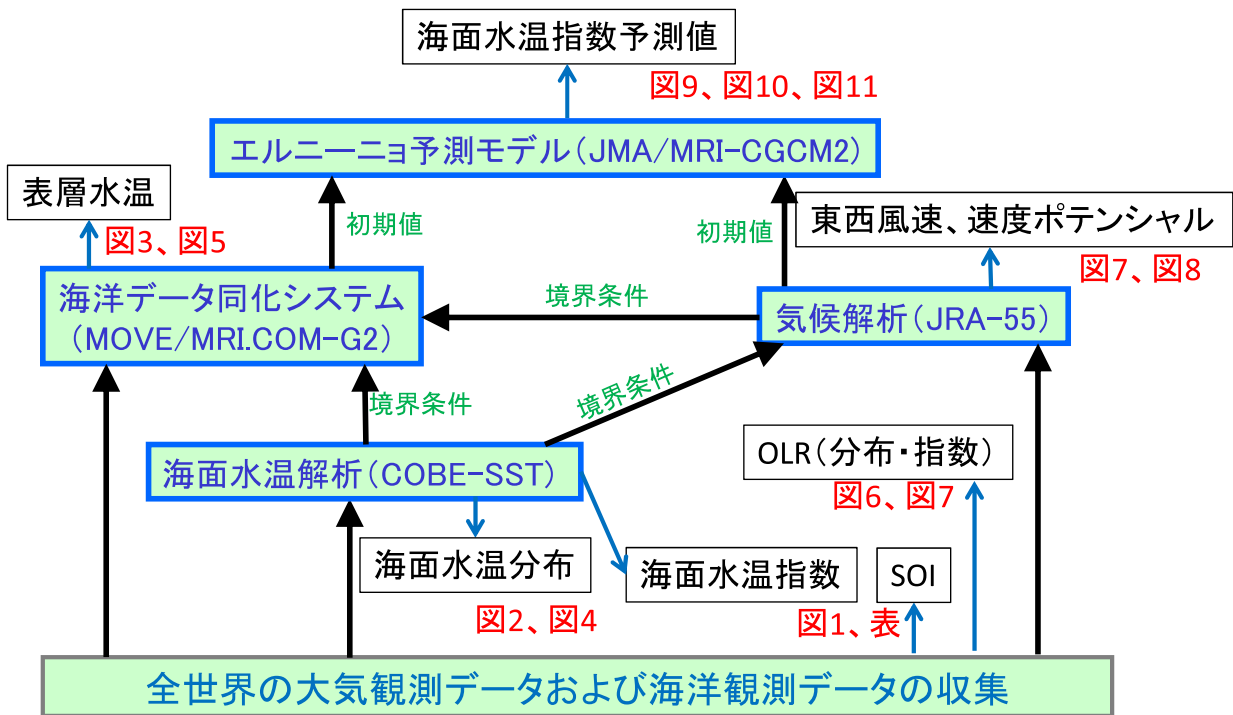 海面水温指数予測値
図9、図10、図11
エルニーニョ予測モデル(JMA/MRI-CGCM2)
表層水温
図3、図5
初期値
初期値
東西風速、速度ポテンシャル
図7、図8
海洋データ同化システム
(MOVE/MRI.COM-G2)
境界条件
気候解析(JRA-55)
境界条件
境界条件
海面水温解析(COBE-SST)
OLR(分布・指数)
図6、図7
海面水温分布
図2、図4
海面水温指数
SOI
図1、表
全世界の大気観測データおよび海洋観測データの収集